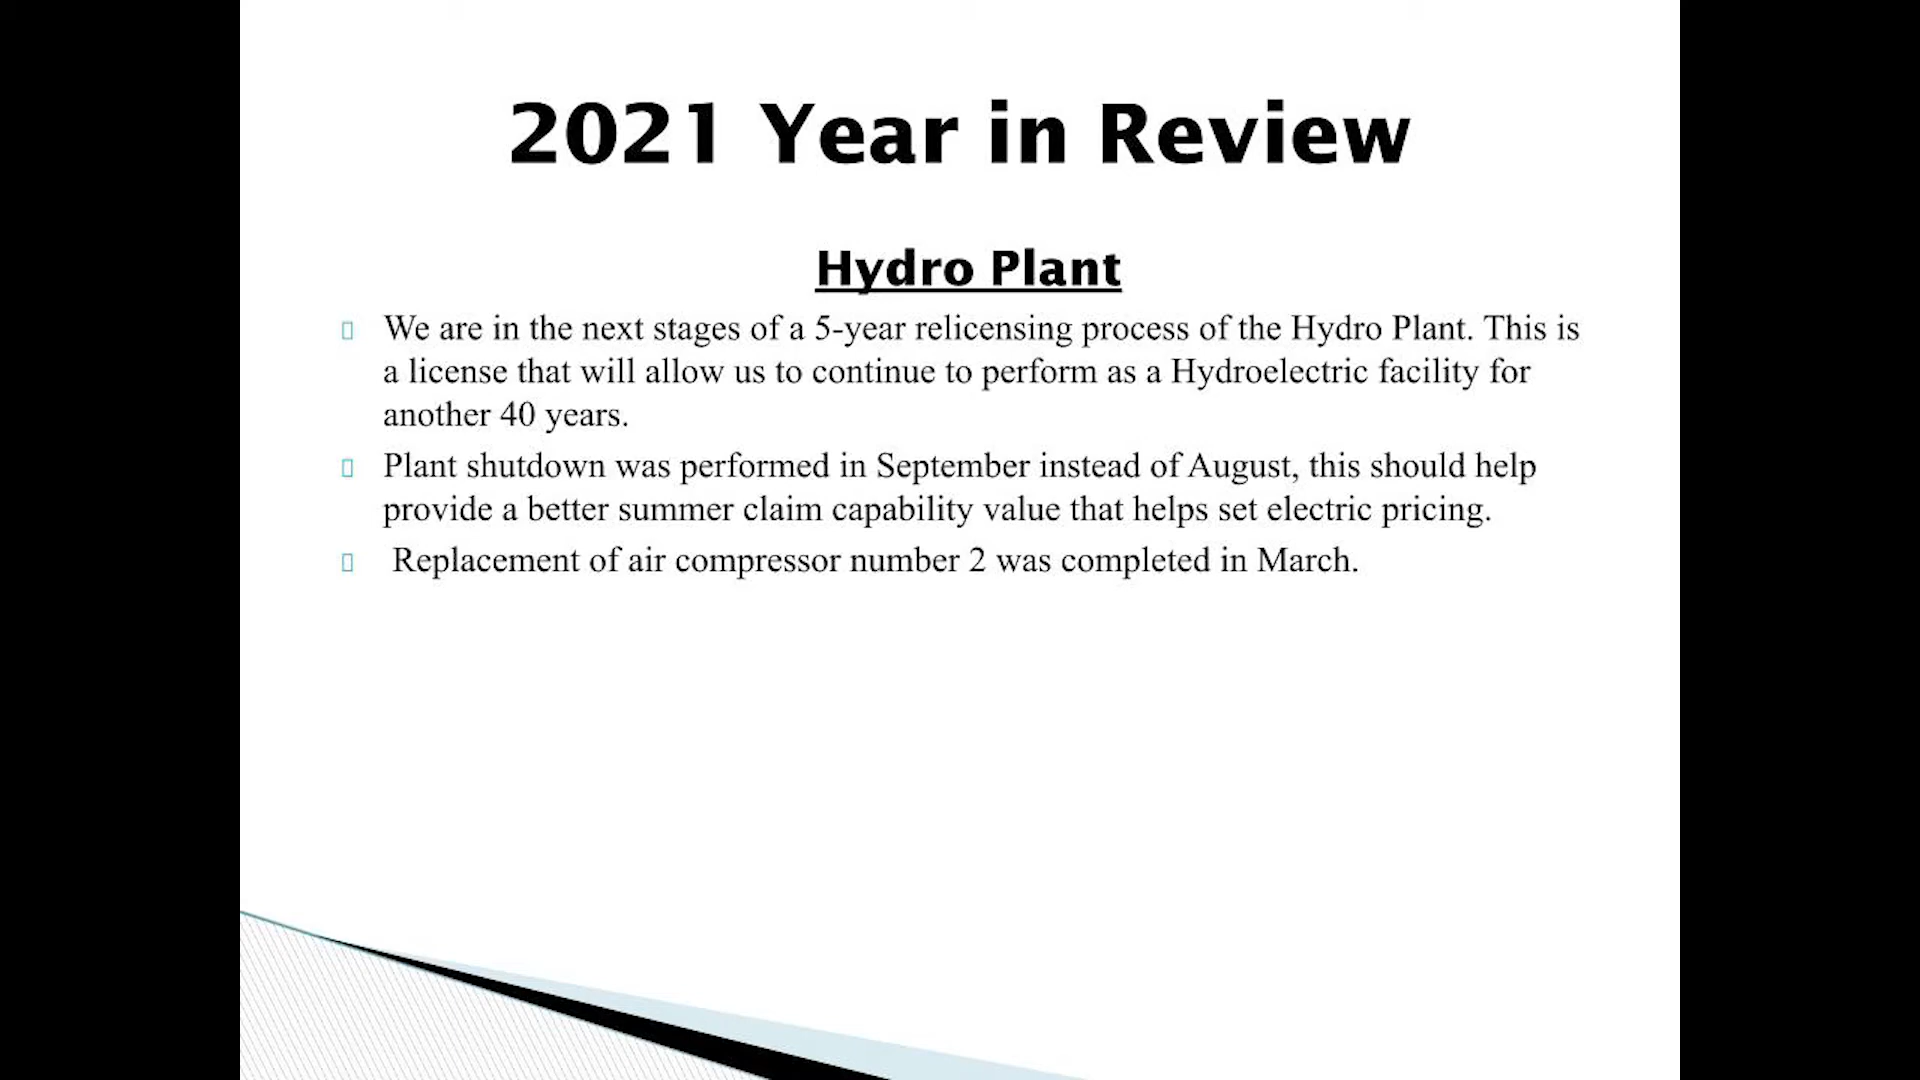 2021 Year in Review
Hydro Plant
We are in the next stages of a 5-year relicensing process of the Hydro Plant. This is
a license that will allow us to continue to perform as a Hydroelectric facility for
another 40 years.
Plant shutdown was performed in September instead of August, this should help
provide a better summer claim capability value that helps set electric pricing.
Replacement of air compressor number 2 was completed in March.